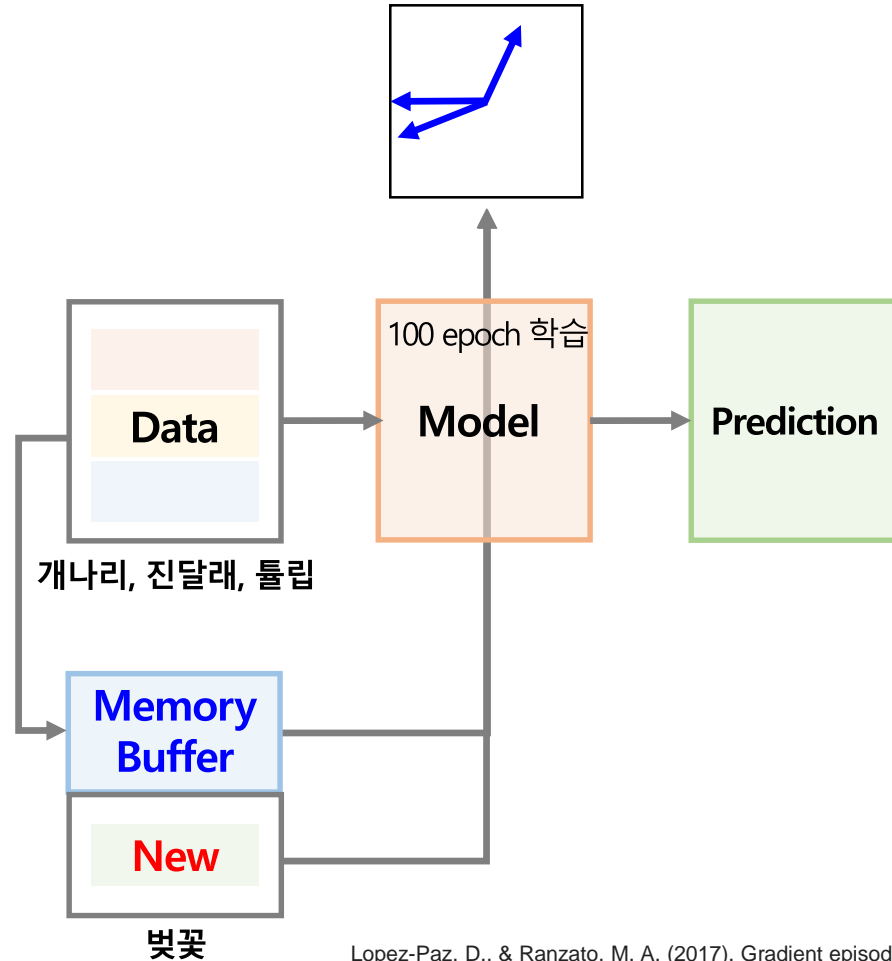 100 epoch 학습
Data
Model
Prediction
개나리, 진달래, 튤립
Memory
Buffer
New
벚꽃
Lopez-Paz, D., & Ranzato, M. A. (2017). Gradient episod